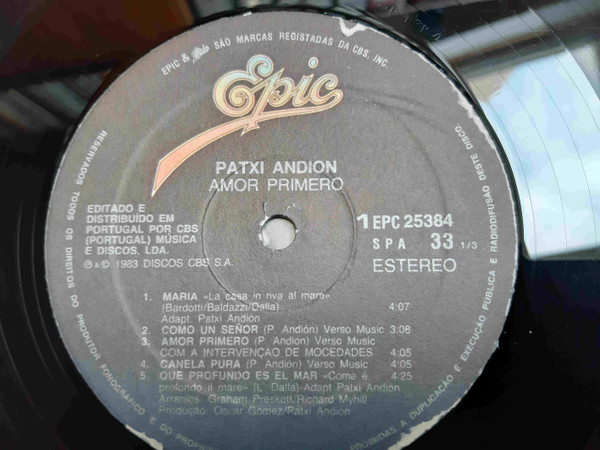 EPIC & Epic SÃO MARCAS REGISTADAS DA CBS, INC.
Epic
PATXI ANDION
AMOR PRIMERO
EDITADO E
DISTRIBUÍDO EM
PORTUGAL POR CBS
(PORTUGAL) MÚSICA
E DISCOS, LDA.
℗ & © 1983 DISCOS CBS S.A.
1 EPC 25384
SPA 33 1/3
ESTEREO
1. MARIA «La casa in riva al mare»
(Bardotti/Baldazzi/Dalla) 4:07
Adapt. Patxi Andión
2. COMO UN SEÑOR (P. Andión) Verso Music 3:08
3. AMOR PRIMERO (P. Andión) Verso Music
COM A INTERVENÇÃO DE MOCEDADES 4:05
4. CANELA PURA (P. Andión) Verso Music 4:05
5. QUE PROFUNDO ES EL MAR «Come è 4:25
profondo il mare» (L. Dalla) Adapt Patxi Andión
Arranjos: Graham Preskett/Richard Myhill
Produção: Oscar Gomez/Patxi Andión
RESERVADOS TODOS OS DIREITOS DO PRODUTOR FONOGRÁFICO E DO
PROIBIDAS A DUPLICAÇÃO E EXECUÇÃO PÚBLICA E RADIODIFUSÃO DESTE DISCO